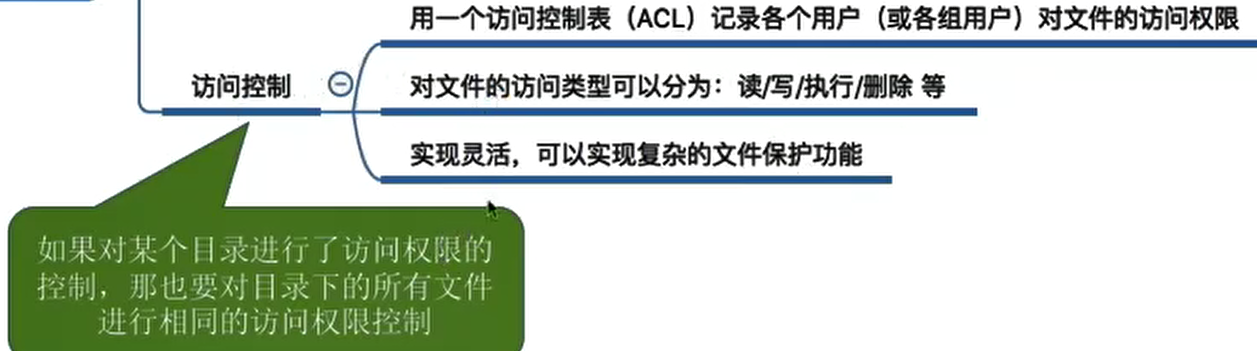 用一个访问控制表（ACL）记录各个用户（或各组用户）对文件的访问权限
访问控制
对文件的访问类型可以分为：读/写/执行/删除 等
实现灵活，可以实现复杂的文件保护功能
如果对某个目录进行了访问权限的
控制，那也要对目录下的所有文件
进行相同的访问权限控制